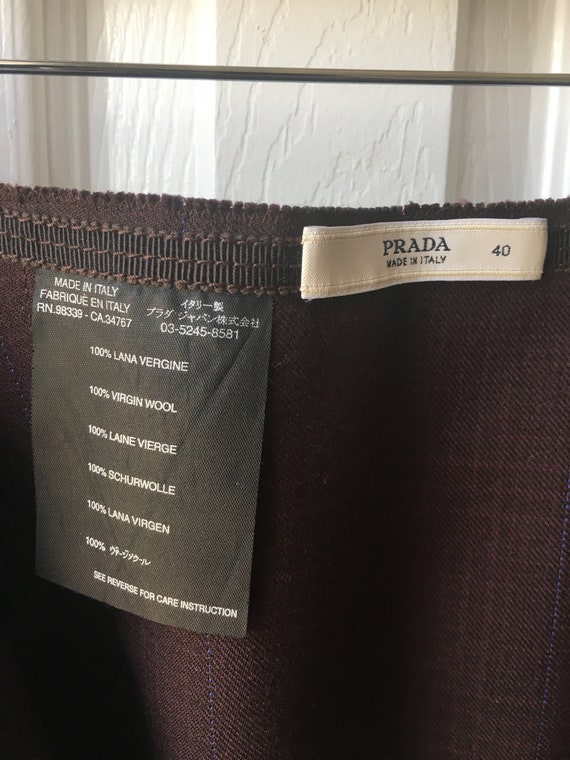 PRADA 40
MADE IN ITALY
MADE IN ITALY
FABRIQUÉ EN ITALY
RN.98339 - CA.34767
イタリー製
プラダ ジャパン株式会社
03-5245-8581
100% LANA VERGINE
100% VIRGIN WOOL
100% LAINE VIERGE
100% SCHURWOLLE
100% LANA VIRGEN
100% ヴァージンウール
SEE REVERSE FOR CARE INSTRUCTION